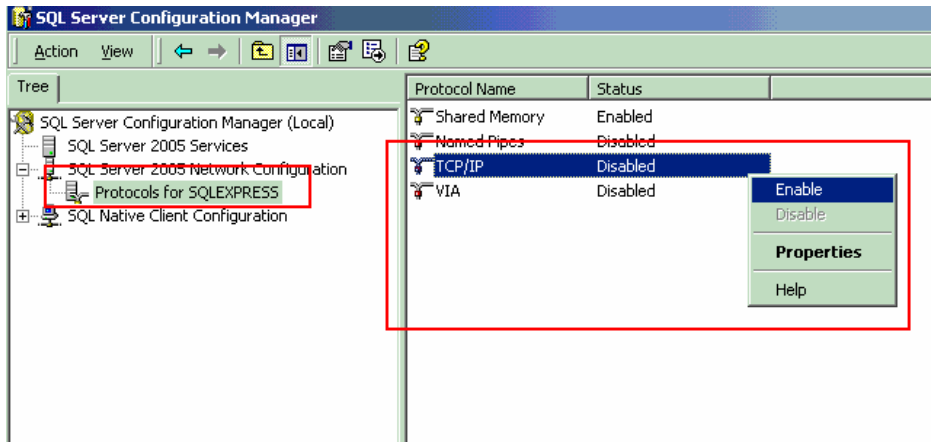 SQL Server Configuration Manager
Action View
Tree
SQL Server Configuration Manager (Local)
SQL Server 2005 Services
SQL Server 2005 Network Configuration
Protocols for SQLEXPRESS
SQL Native Client Configuration
Protocol Name Status
Shared Memory Enabled
Named Pipes Disabled
TCP/IP Disabled
VIA Disabled
Enable
Disable
Properties
Help